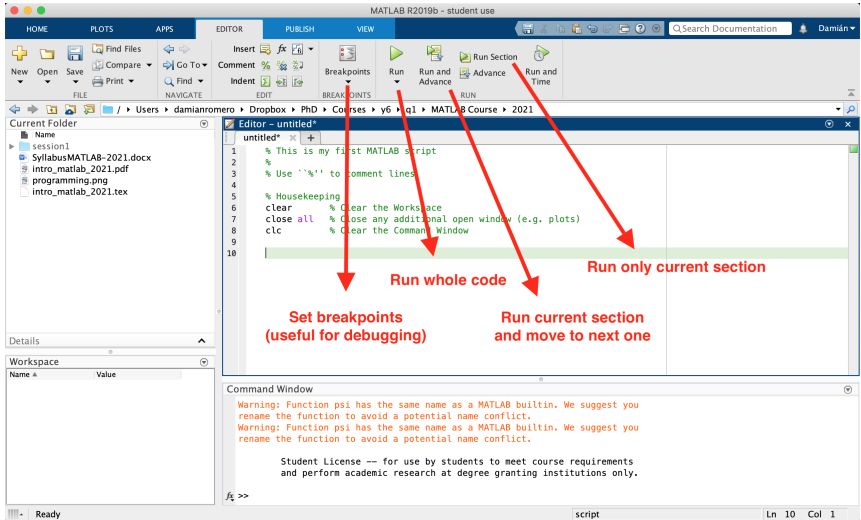 MATLAB R2019b - student use
HOME PLOTS APPS EDITOR PUBLISH VIEW Search Documentation Damián
New Open Save Find Files Compare Print
FILE
Go To Find
NAVIGATE
Insert fx
Comment %
Indent
EDIT
Breakpoints
BREAKPOINTS
Run Run and Advance Run Section Advance Run and Time
RUN
/ Users damianromero Dropbox PhD Courses y6 q1 MATLAB Course 2021
Current Folder
Name
session1
SyllabusMATLAB-2021.docx
intro_matlab_2021.pdf
programming.png
intro_matlab_2021.tex
Details
Workspace
Name Value
Editor - untitled*
untitled* +
1 % This is my first MATLAB script
2 %
3 % Use ``%'' to comment lines
4
5 % Housekeeping
6 clear % Clear the Workspace
7 close all % Close any additional open window (e.g. plots)
8 clc % Clear the Command Window
9
10
Run only current section
Run whole code
Set breakpoints
(useful for debugging)
Run current section
and move to next one
Command Window
Warning: Function psi has the same name as a MATLAB builtin. We suggest you
rename the function to avoid a potential name conflict.
Warning: Function psi has the same name as a MATLAB builtin. We suggest you
rename the function to avoid a potential name conflict.
Student License -- for use by students to meet course requirements
and perform academic research at degree granting institutions only.
fx >>
Ready script Ln 10 Col 1